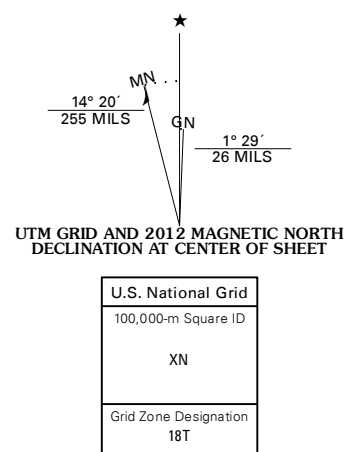 ★
MN
14° 20´
255 MILS
GN
1° 29´
26 MILS
UTM GRID AND 2012 MAGNETIC NORTH
DECLINATION AT CENTER OF SHEET
U.S. National Grid
100,000-m Square ID
XN
Grid Zone Designation
18T